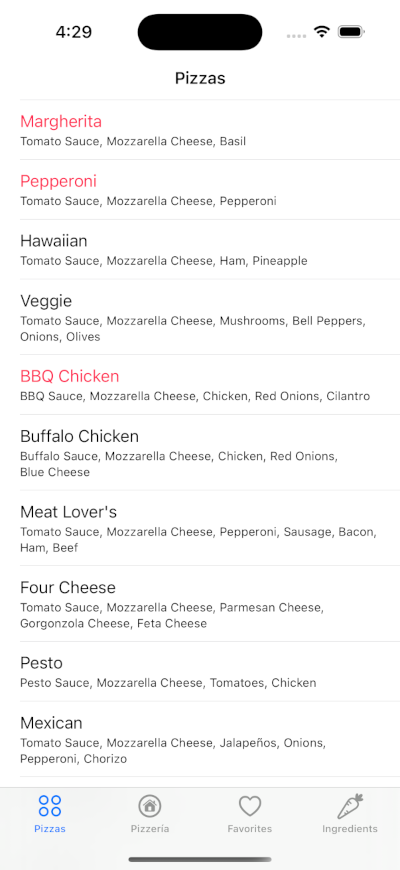 4:29
Pizzas
Margherita
Tomato Sauce, Mozzarella Cheese, Basil
Pepperoni
Tomato Sauce, Mozzarella Cheese, Pepperoni
Hawaiian
Tomato Sauce, Mozzarella Cheese, Ham, Pineapple
Veggie
Tomato Sauce, Mozzarella Cheese, Mushrooms, Bell Peppers,
Onions, Olives
BBQ Chicken
BBQ Sauce, Mozzarella Cheese, Chicken, Red Onions, Cilantro
Buffalo Chicken
Buffalo Sauce, Mozzarella Cheese, Chicken, Red Onions,
Blue Cheese
Meat Lover's
Tomato Sauce, Mozzarella Cheese, Pepperoni, Sausage, Bacon,
Ham, Beef
Four Cheese
Tomato Sauce, Mozzarella Cheese, Parmesan Cheese,
Gorgonzola Cheese, Feta Cheese
Pesto
Pesto Sauce, Mozzarella Cheese, Tomatoes, Chicken
Mexican
Tomato Sauce, Mozzarella Cheese, Jalapeños, Onions,
Pepperoni, Chorizo
Pizzas Pizzería Favorites Ingredients